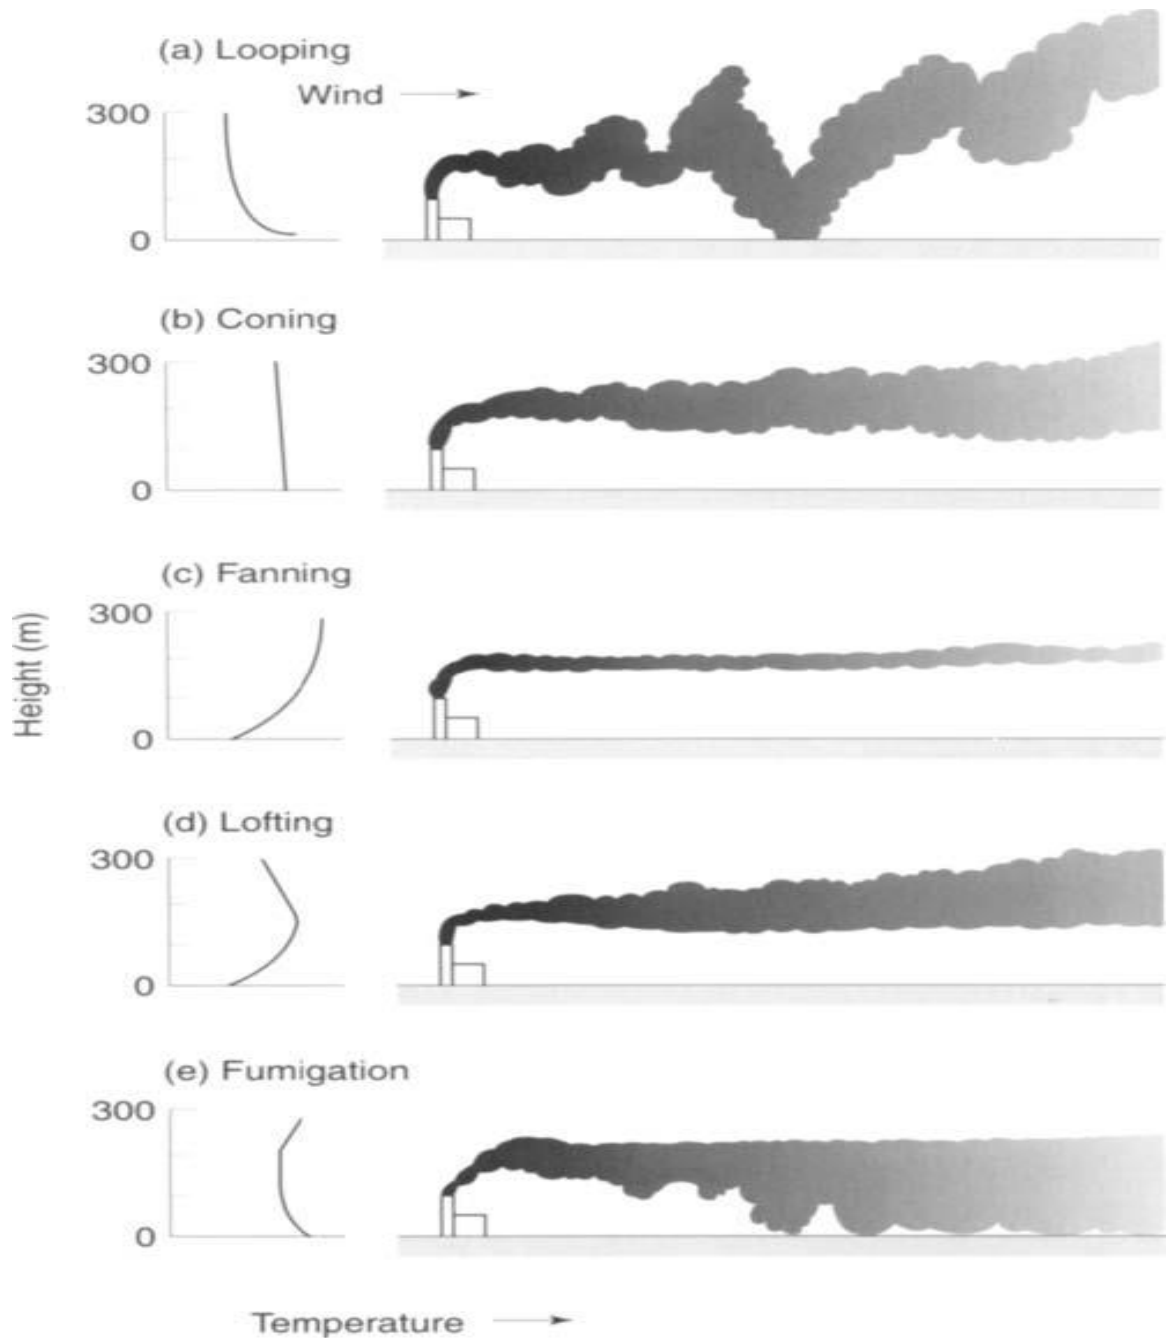 (a) Looping
Wind
300
0
(b) Coning
300
0
(c) Fanning
300
0
Height (m)
(d) Lofting
300
0
(e) Fumigation
300
0
Temperature